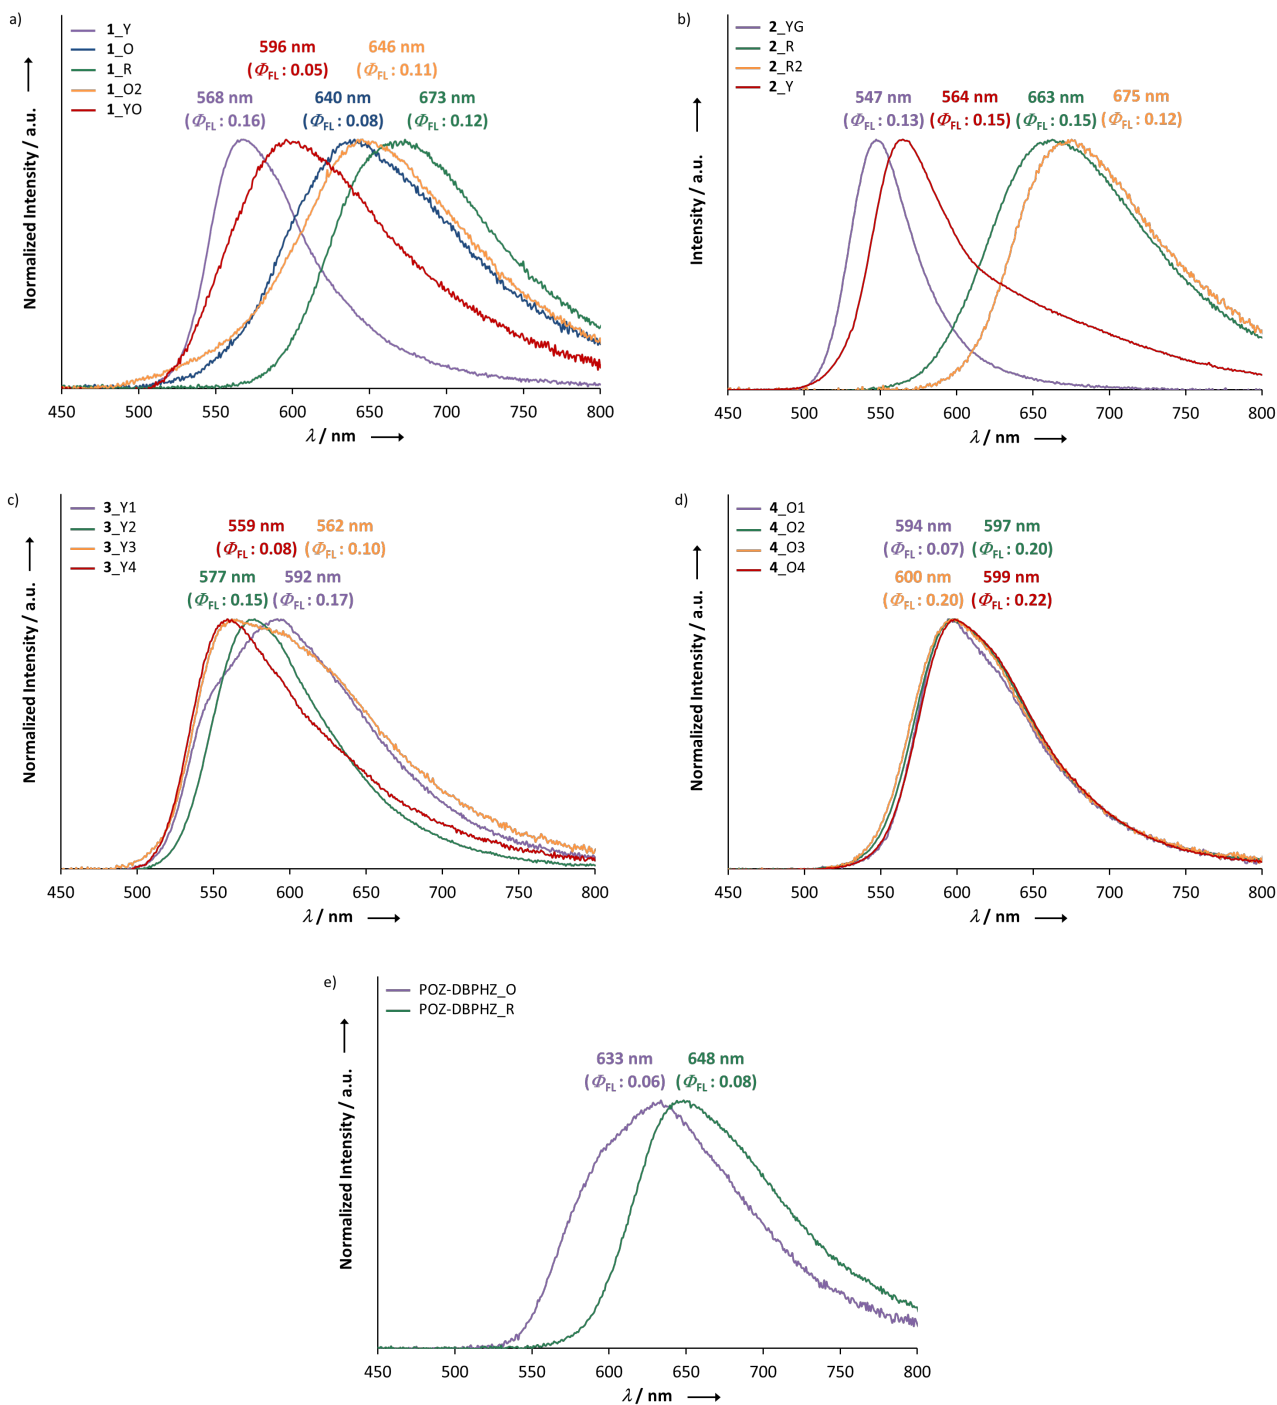 a)
1_Y
1_O
1_R
1_O2
1_YO
596 nm
(ΦFL : 0.05)
646 nm
(ΦFL : 0.11)
568 nm
(ΦFL : 0.16)
640 nm
(ΦFL : 0.08)
673 nm
(ΦFL : 0.12)
Normalized Intensity / a.u.
450 500 550 600 650 700 750 800
λ / nm
b)
2_YG
2_R
2_R2
2_Y
547 nm
(ΦFL : 0.13)
564 nm
(ΦFL : 0.15)
663 nm
(ΦFL : 0.15)
675 nm
(ΦFL : 0.12)
Intensity / a.u.
450 500 550 600 650 700 750 800
λ / nm
c)
3_Y1
3_Y2
3_Y3
3_Y4
559 nm
(ΦFL : 0.08)
562 nm
(ΦFL : 0.10)
577 nm
(ΦFL : 0.15)
592 nm
(ΦFL : 0.17)
Normalized Intensity / a.u.
450 500 550 600 650 700 750 800
λ / nm
d)
4_O1
4_O2
4_O3
4_O4
594 nm
(ΦFL : 0.07)
597 nm
(ΦFL : 0.20)
600 nm
(ΦFL : 0.20)
599 nm
(ΦFL : 0.22)
Normalized Intensity / a.u.
450 500 550 600 650 700 750 800
λ / nm
e)
POZ-DBPHZ_O
POZ-DBPHZ_R
633 nm
(ΦFL : 0.06)
648 nm
(ΦFL : 0.08)
Normalized Intensity / a.u.
450 500 550 600 650 700 750 800
λ / nm